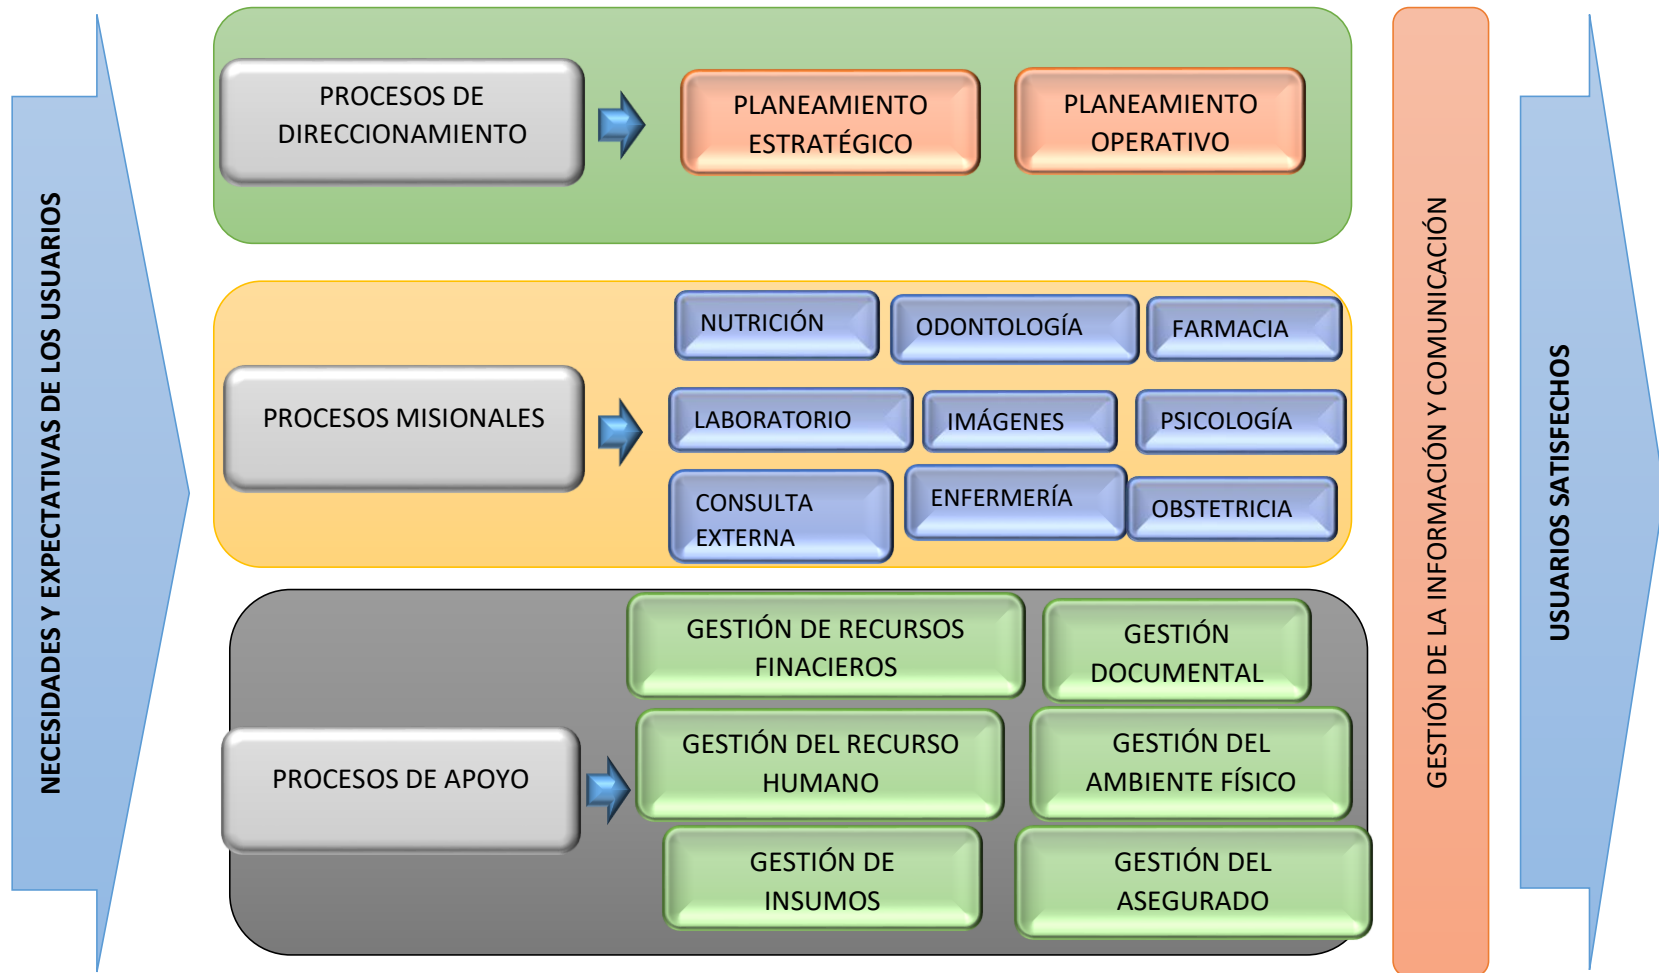 NECESIDADES Y EXPECTATIVAS DE LOS USUARIOS
PROCESOS DE
DIRECCIONAMIENTO
PLANEAMIENTO
ESTRATÉGICO
PLANEAMIENTO
OPERATIVO
PROCESOS MISIONALES
NUTRICIÓN
ODONTOLOGÍA
FARMACIA
LABORATORIO
IMÁGENES
PSICOLOGÍA
CONSULTA
EXTERNA
ENFERMERÍA
OBSTETRICIA
PROCESOS DE APOYO
GESTIÓN DE RECURSOS
FINACIEROS
GESTIÓN
DOCUMENTAL
GESTIÓN DEL RECURSO
HUMANO
GESTIÓN DEL
AMBIENTE FÍSICO
GESTIÓN DE
INSUMOS
GESTIÓN DEL
ASEGURADO
GESTIÓN DE LA INFORMACIÓN Y COMUNICACIÓN
USUARIOS SATISFECHOS